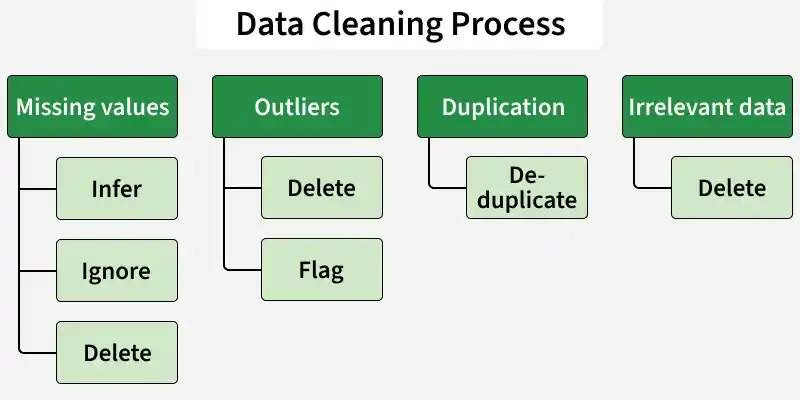 Data Cleaning Process
Missing values
Infer
Ignore
Delete
Outliers
Delete
Flag
Duplication
De-
duplicate
Irrelevant data
Delete